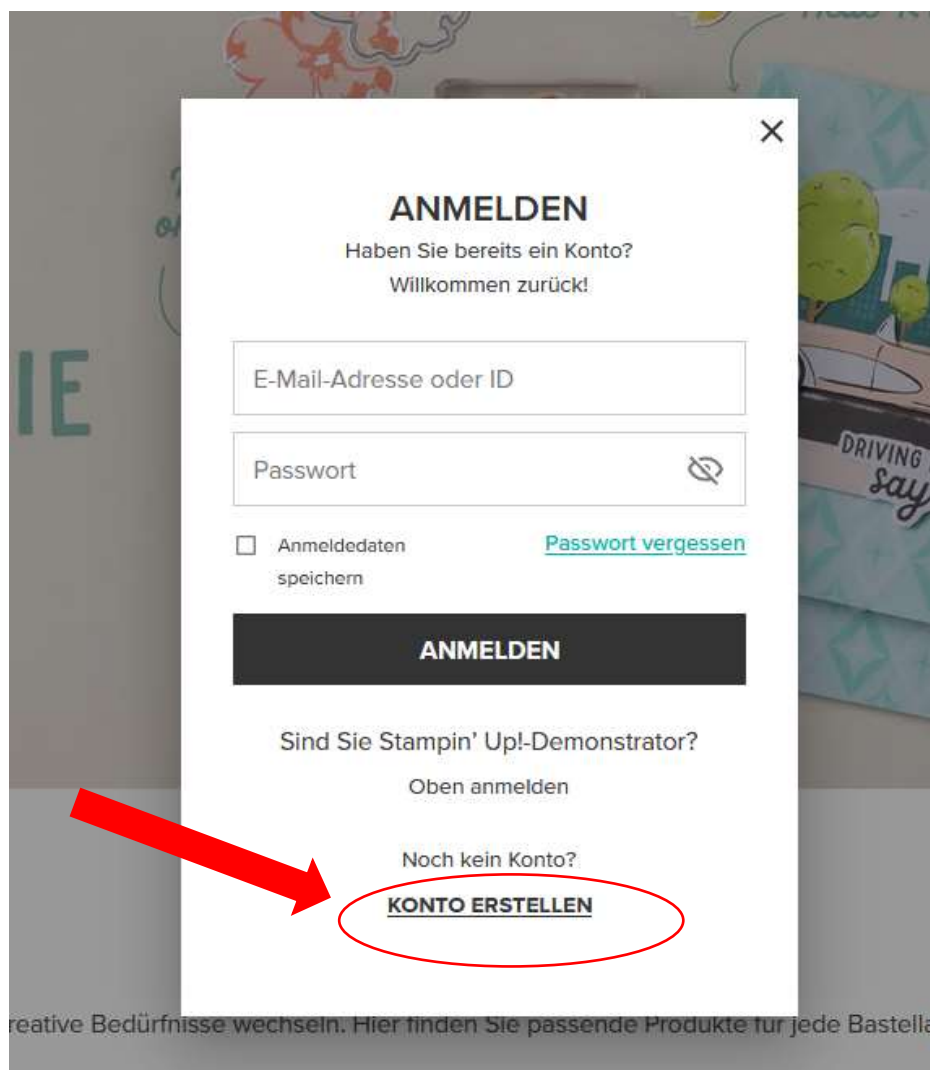 IE
DRIVING
say
ANMELDEN
Haben Sie bereits ein Konto?
Willkommen zurück!
E-Mail-Adresse oder ID
Passwort
Anmeldedaten
speichern
Passwort vergessen
ANMELDEN
Sind Sie Stampin’ Up!-Demonstrator?
Oben anmelden
Noch kein Konto?
KONTO ERSTELLEN
reative Bedürfnisse wechseln. Hier finden Sie passende Produkte für jede Bastella